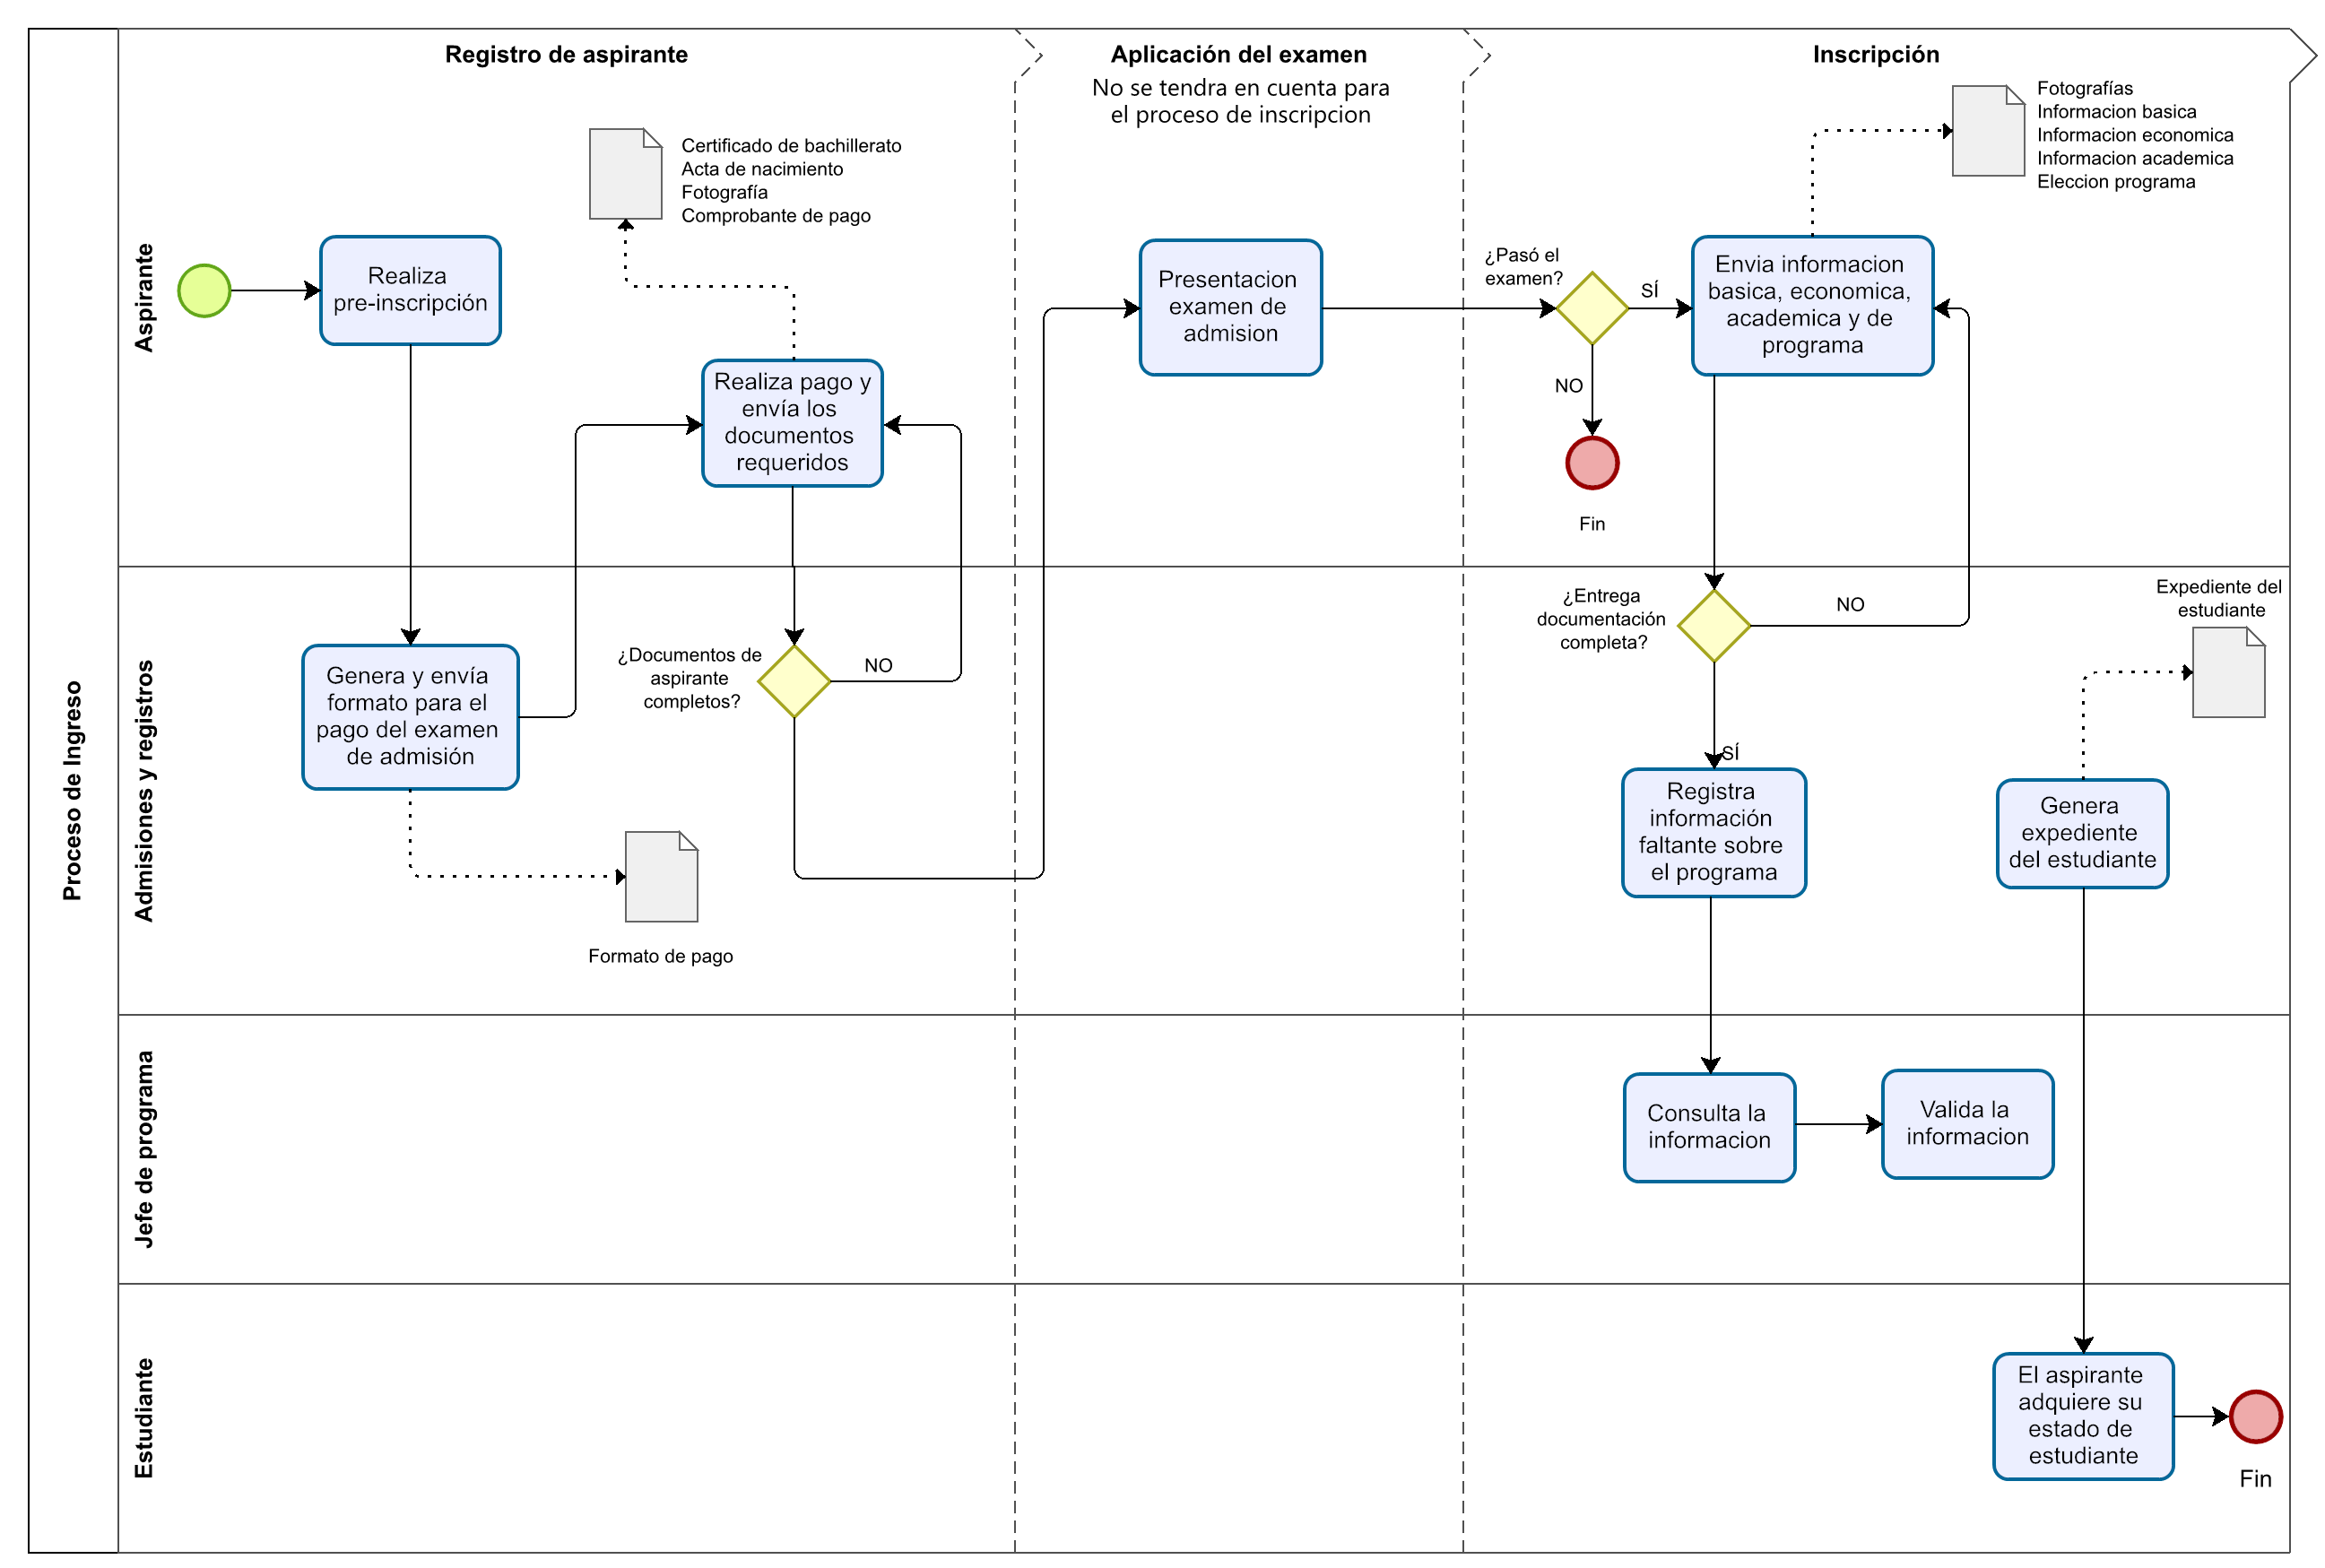 Proceso de Ingreso
Registro de aspirante
Aplicación del examen
No se tendra en cuenta para
el proceso de inscripcion
Inscripción
Aspirante
Realiza
pre-inscripción
Certificado de bachillerato
Acta de nacimiento
Fotografía
Comprobante de pago
Realiza pago y
envía los
documentos
requeridos
Presentacion
examen de
admision
¿Pasó el
examen?
SÍ
NO
Fin
Envia informacion
basica, economica,
academica y de
programa
Fotografías
Informacion basica
Informacion economica
Informacion academica
Eleccion programa
Admisiones y registros
Genera y envía
formato para el
pago del examen
de admisión
Formato de pago
¿Documentos de
aspirante
completos?
NO
¿Entrega
documentación
completa?
NO
SÍ
Registra
información
faltante sobre
el programa
Expediente del
estudiante
Genera
expediente
del estudiante
Jefe de programa
Consulta la
informacion
Valida la
informacion
Estudiante
El aspirante
adquiere su
estado de
estudiante
Fin